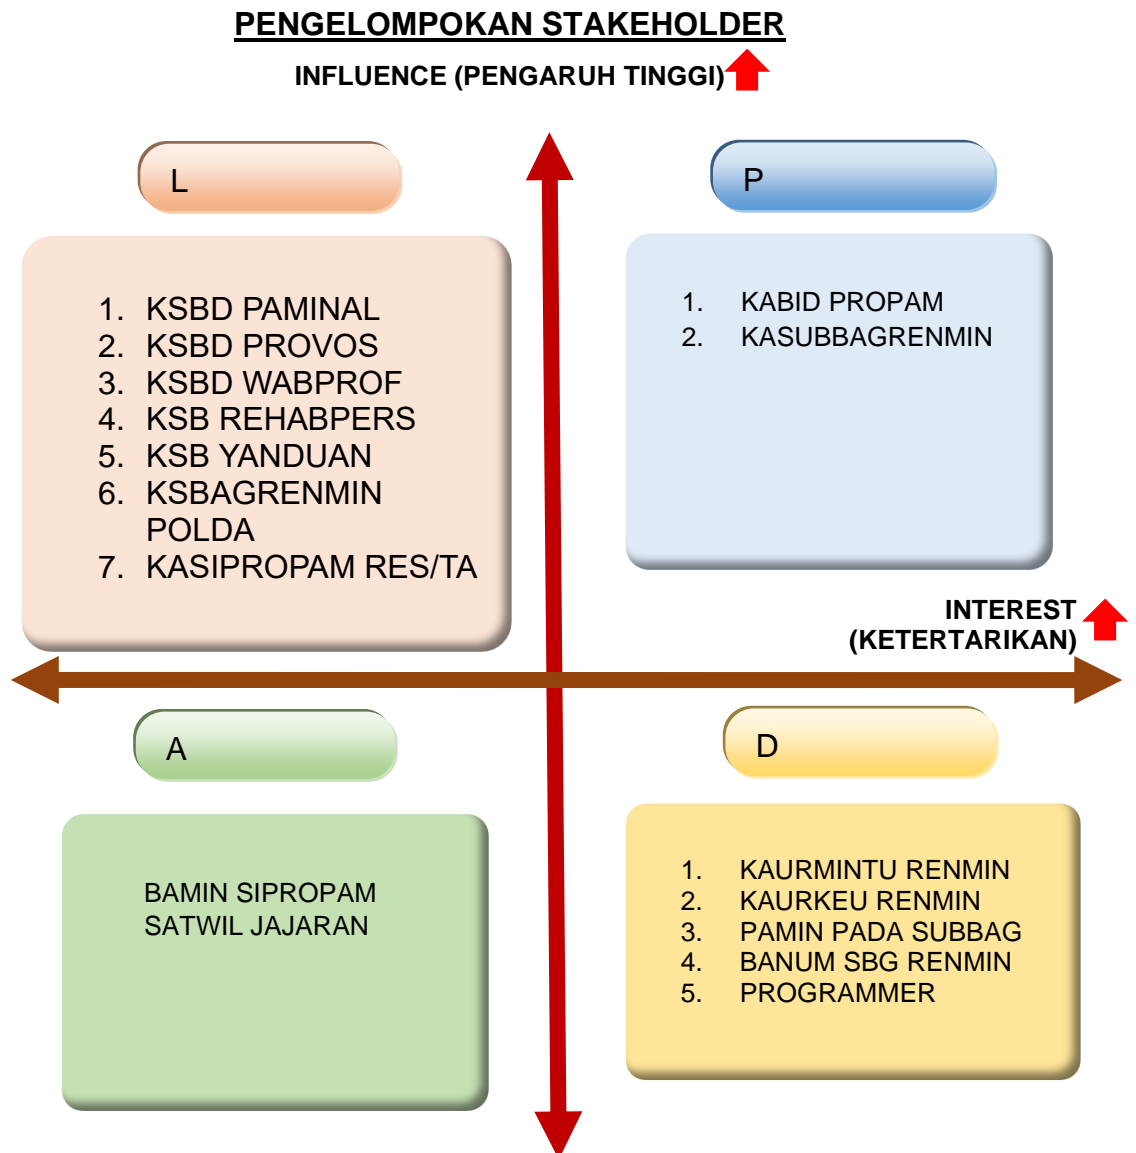 PENGELOMPOKAN STAKEHOLDER
INFLUENCE (PENGARUH TINGGI)
L
P
1. KSBD PAMINAL
2. KSBD PROVOS
3. KSBD WABPROF
4. KSB REHABPERS
5. KSB YANDUAN
6. KSBAGRENMIN
POLDA
7. KASIPROPAM RES/TA
1. KABID PROPAM
2. KASUBBAGRENMIN
INTEREST
(KETERTARIKAN)
A
D
BAMIN SIPROPAM
SATWIL JAJARAN
1. KAURMINTU RENMIN
2. KAURKEU RENMIN
3. PAMIN PADA SUBBAG
4. BANUM SBG RENMIN
5. PROGRAMMER